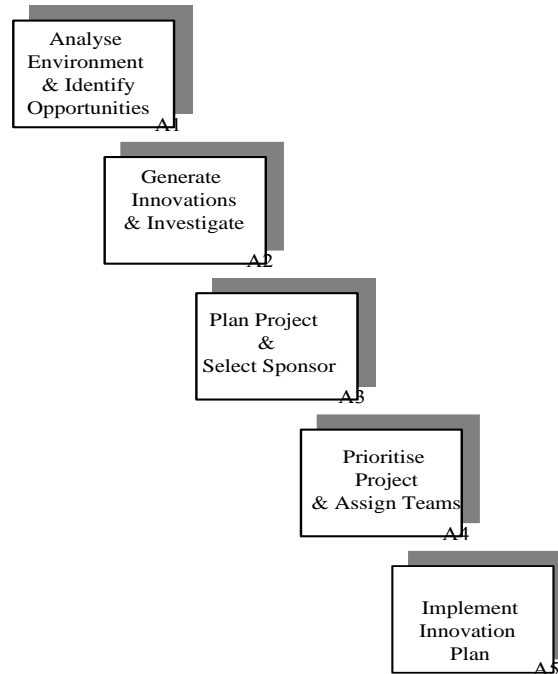 Analyse
Environment
& Identify
Opportunities
A1
Generate
Innovations
& Investigate
A2
Plan Project
&
Select Sponsor
A3
Prioritise
Project
& Assign Teams
A4
Implement
Innovation
Plan
A5